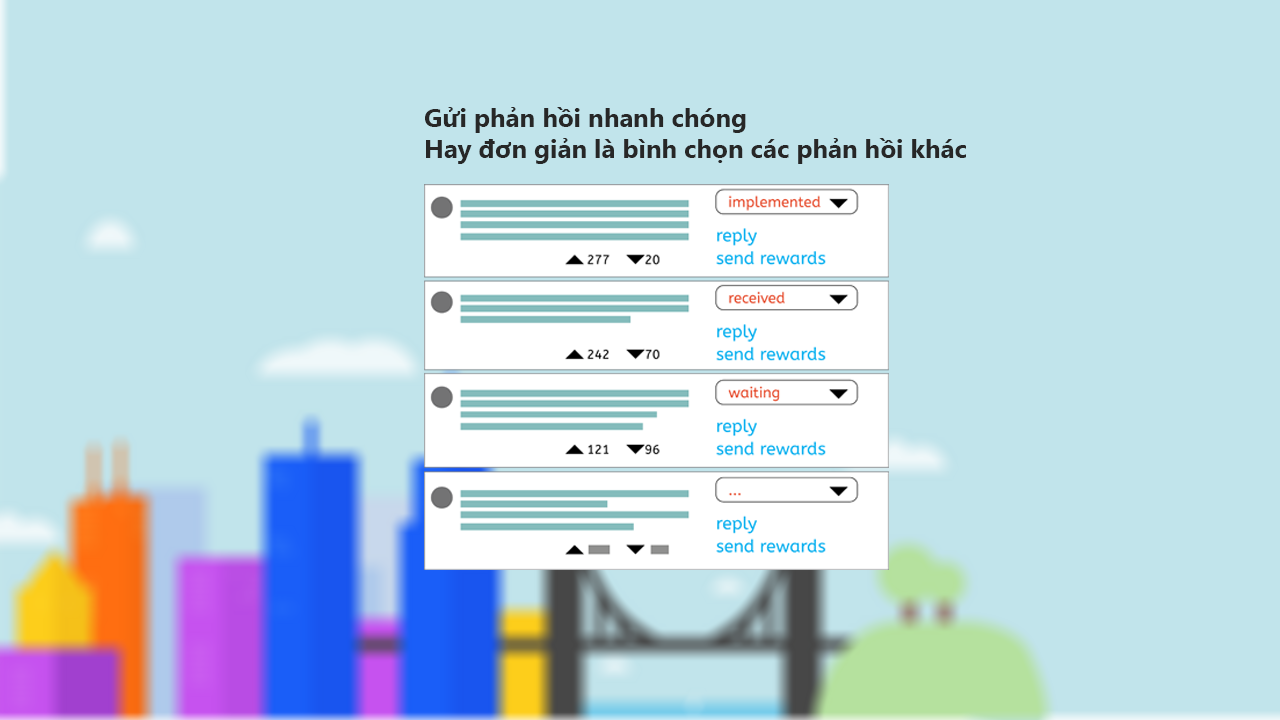 Gửi phản hồi nhanh chóng
Hay đơn giản là bình chọn các phản hồi khác
implemented
reply
send rewards
277 20
received
reply
send rewards
242 70
waiting
reply
send rewards
121 96
...
reply
send rewards